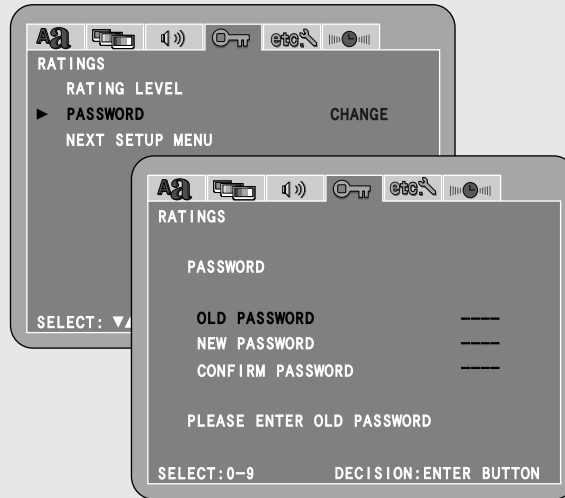 Aa etc.
RATINGS
RATING LEVEL
► PASSWORD CHANGE
NEXT SETUP MENU
SELECT: ▼▲
Aa etc.
RATINGS
PASSWORD
OLD PASSWORD ----
NEW PASSWORD ----
CONFIRM PASSWORD ----
PLEASE ENTER OLD PASSWORD
SELECT:0-9 DECISION:ENTER BUTTON